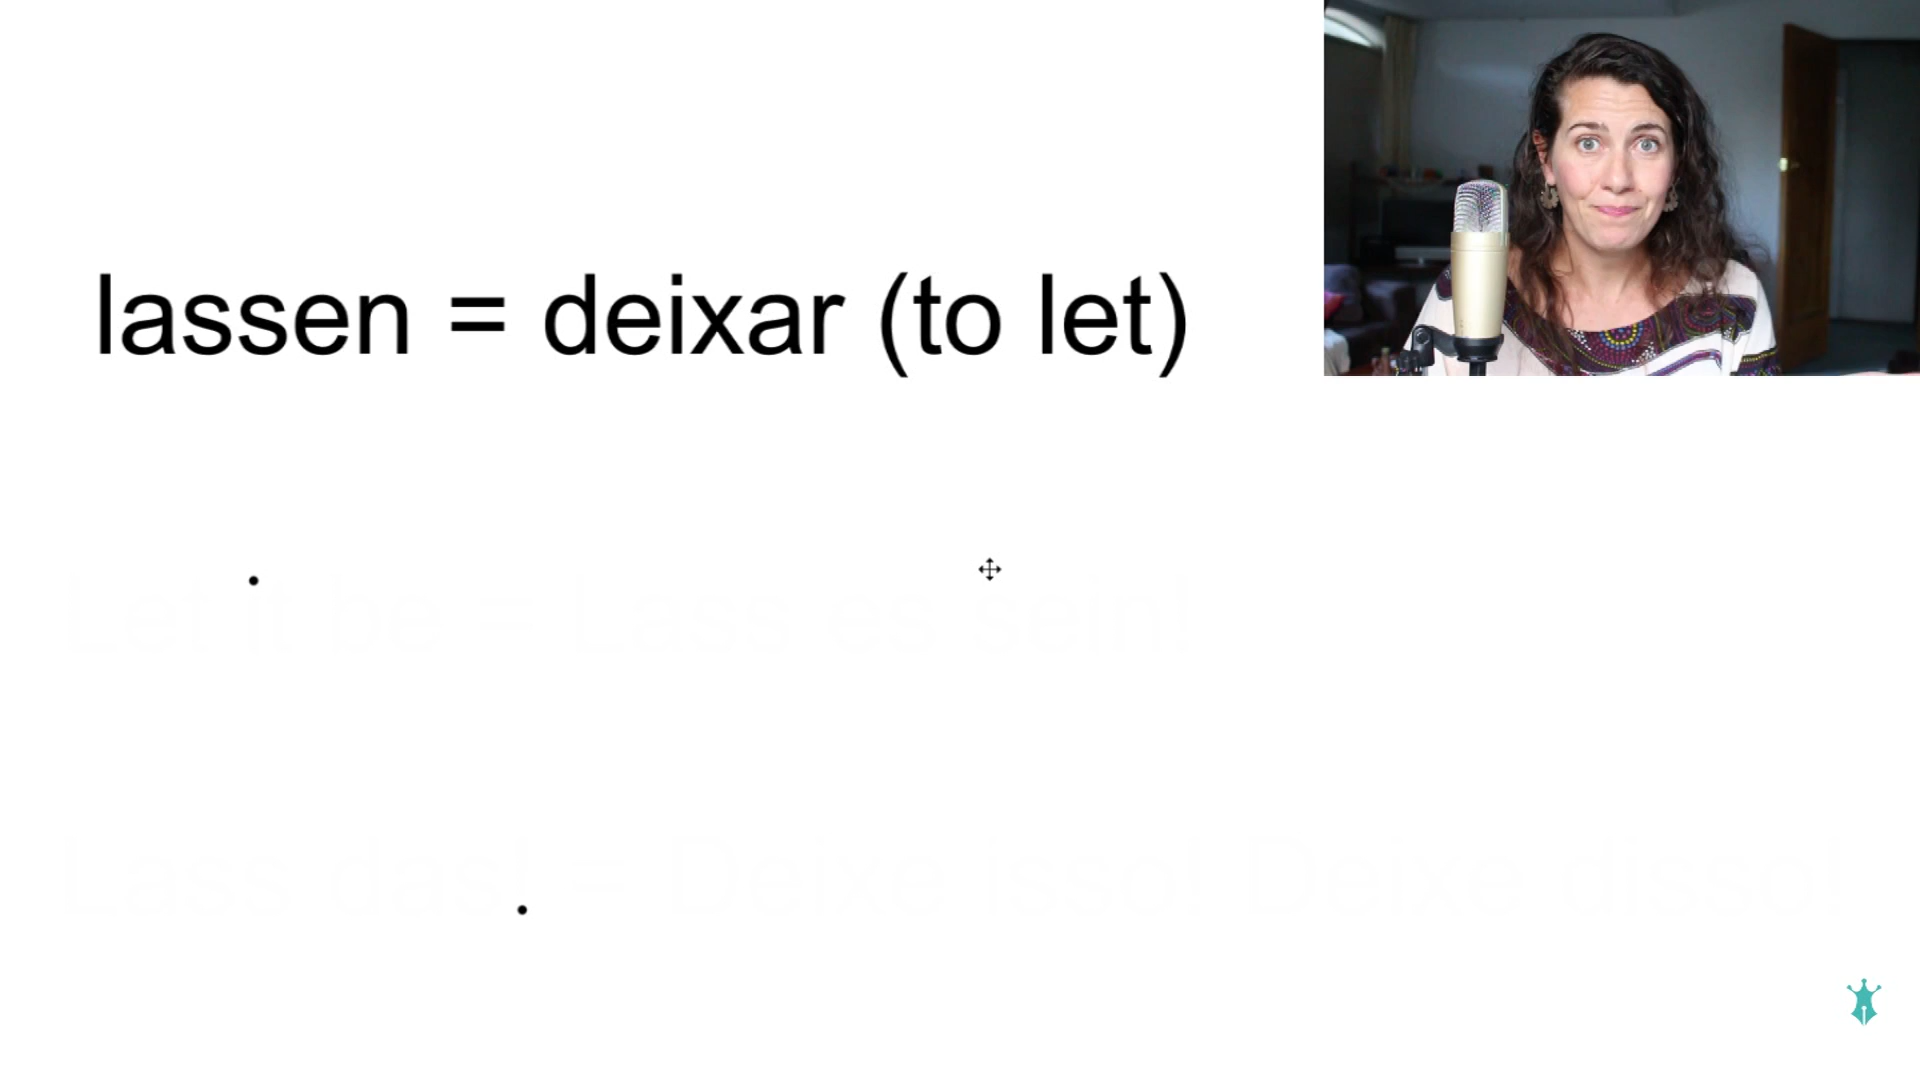 lassen = deixar (to let)
Let it be = Lass es sein!
Lass das! = Deixe isso! Deixe disso!